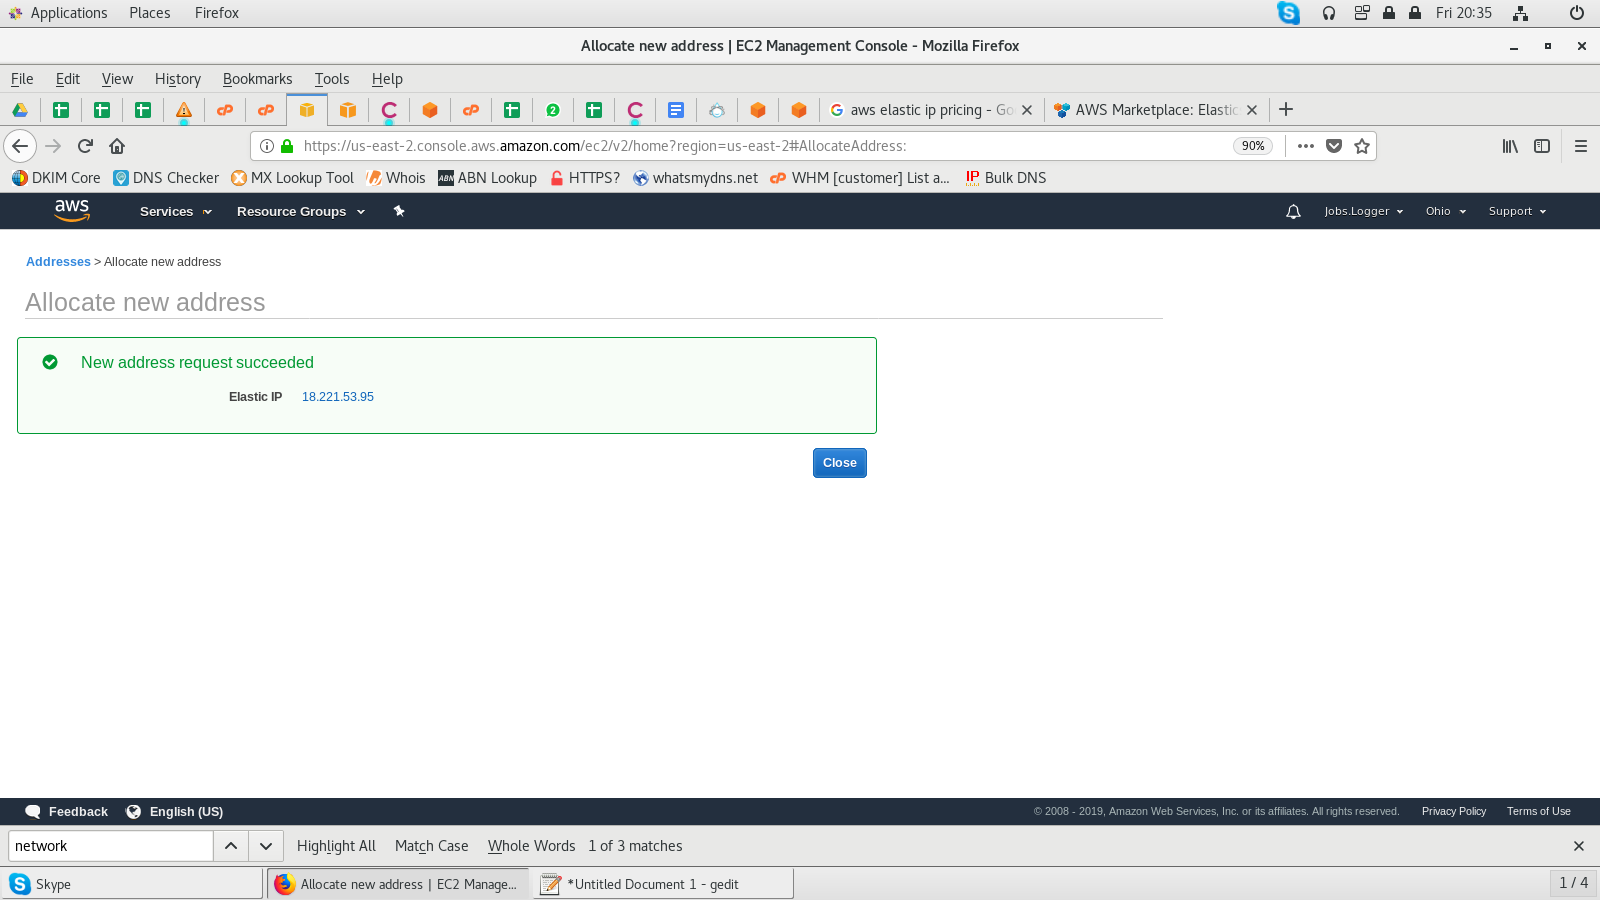 Applications Places Firefox Fri 20:35
Allocate new address | EC2 Management Console - Mozilla Firefox
File Edit View History Bookmarks Tools Help
aws elastic ip pricing - Go AWS Marketplace: Elastic
https://us-east-2.console.aws.amazon.com/ec2/v2/home?region=us-east-2#AllocateAddress: 90%
DKIM Core DNS Checker MX Lookup Tool Whois ABN ABN Lookup HTTPS? whatsmydns.net WHM [customer] List a... IP Bulk DNS
aws Services Resource Groups Jobs.Logger Ohio Support
Addresses > Allocate new address
Allocate new address
New address request succeeded
Elastic IP 18.221.53.95
Close
Feedback English (US) © 2008 - 2019, Amazon Web Services, Inc. or its affiliates. All rights reserved. Privacy Policy Terms of Use
network Highlight All Match Case Whole Words 1 of 3 matches
Skype Allocate new address | EC2 Manage... *Untitled Document 1 - gedit 1 / 4